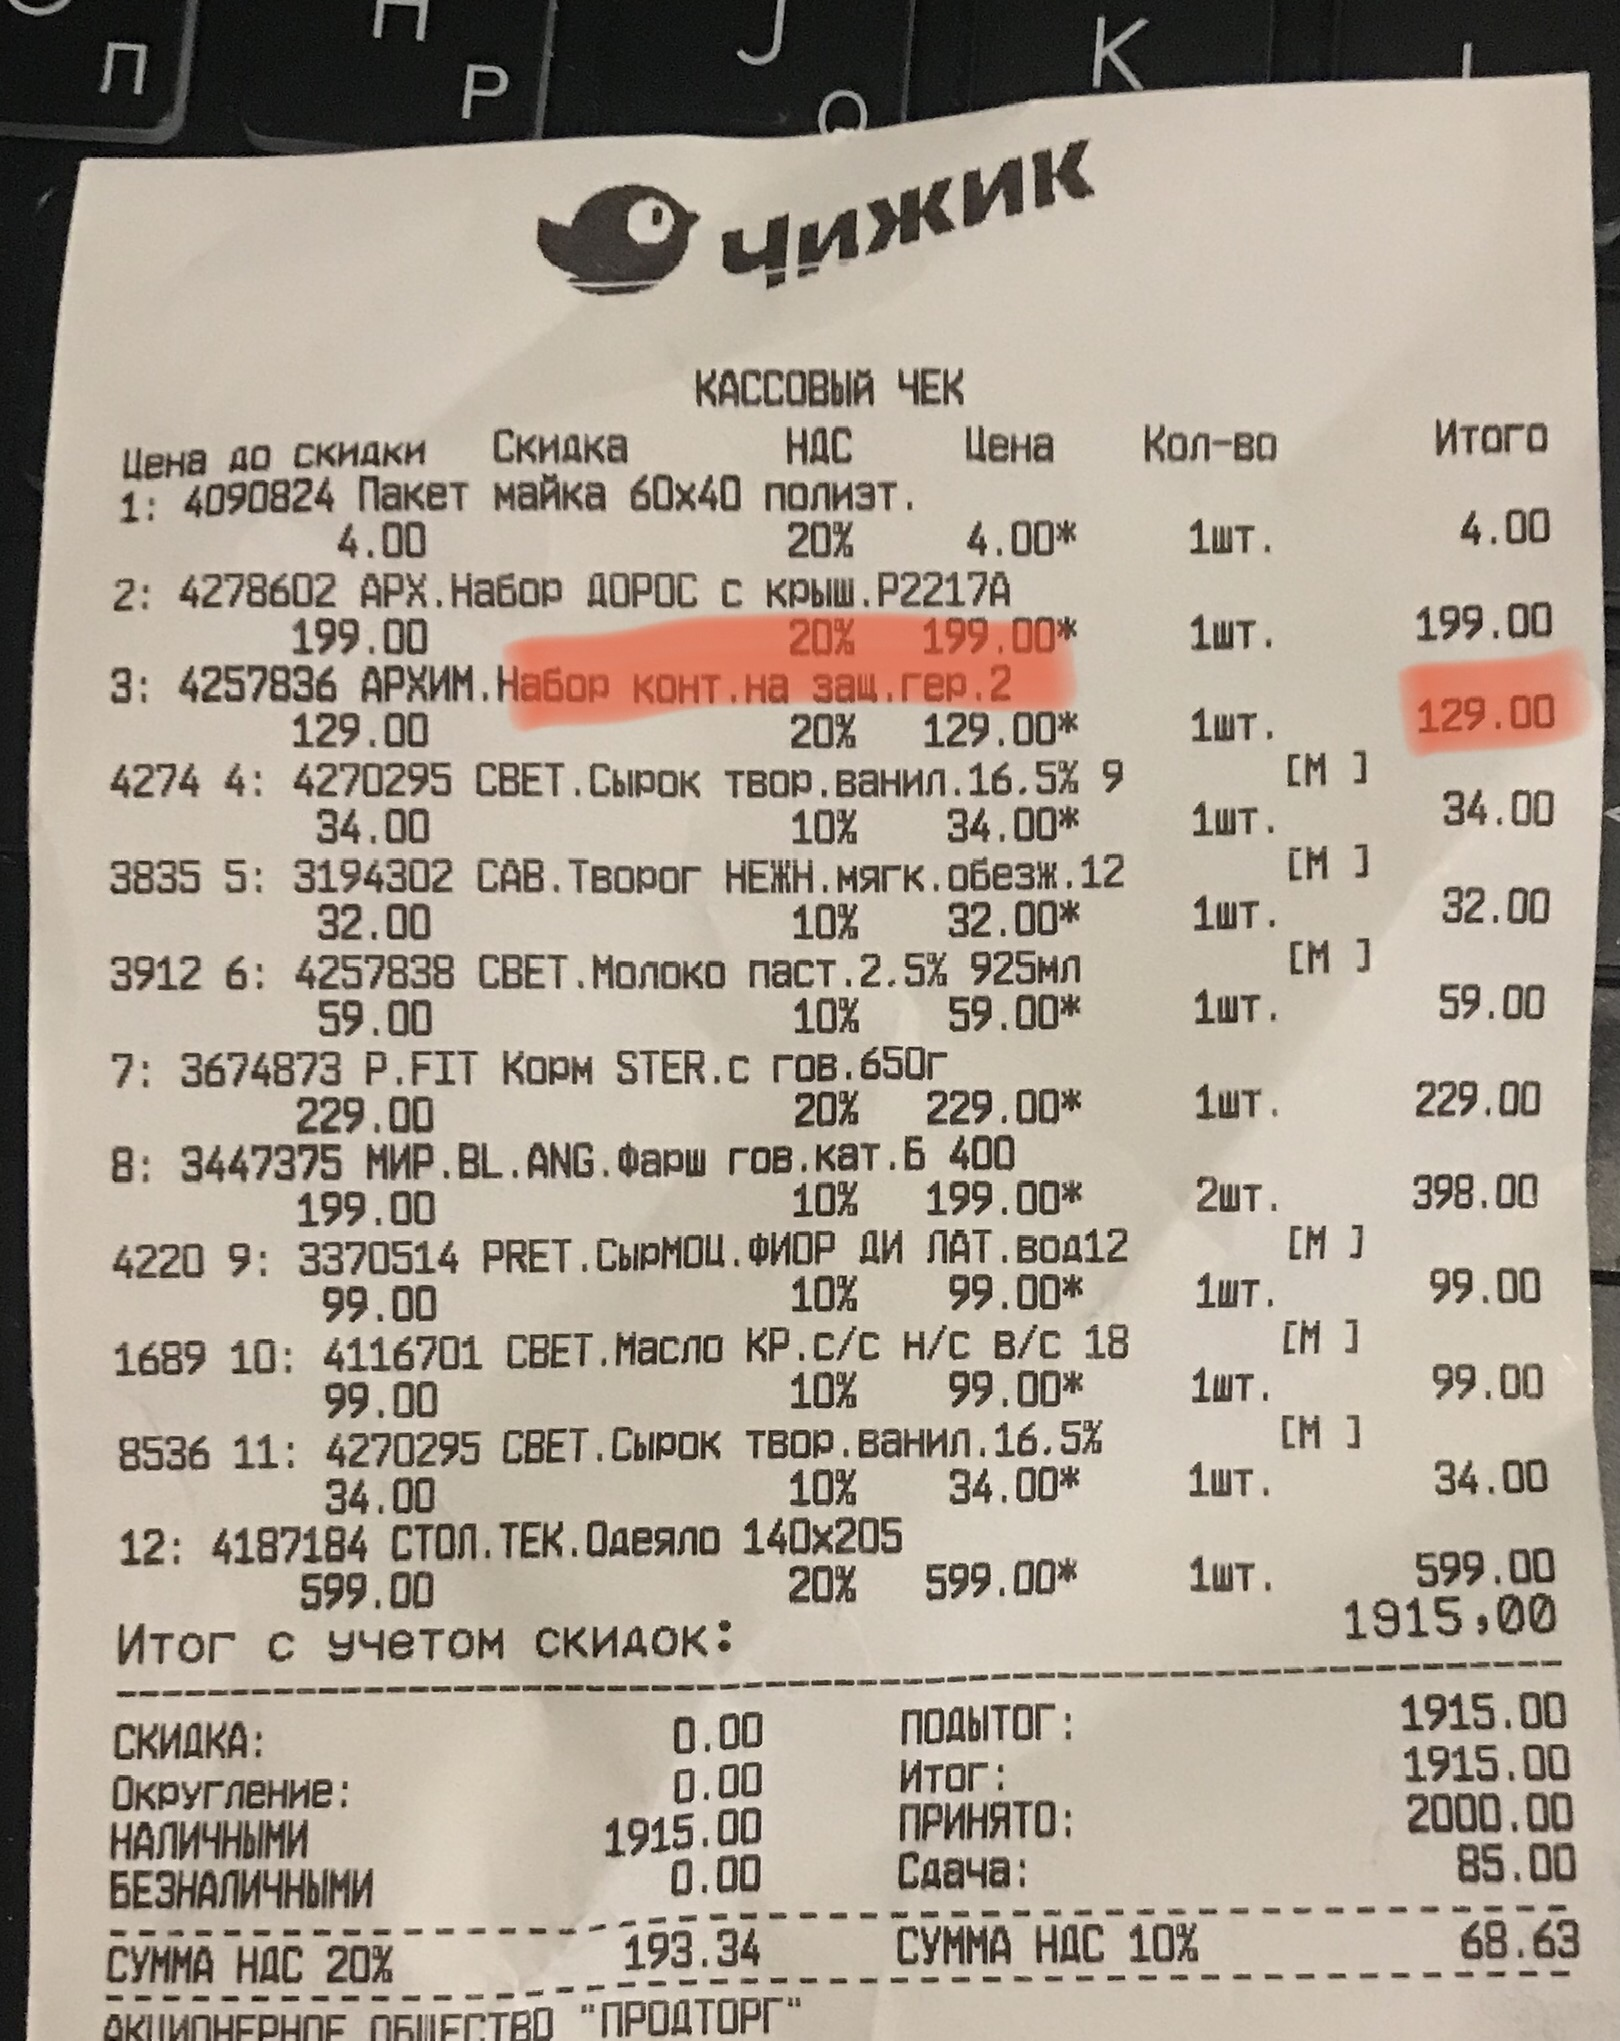 Л
Р
J
О
K
чижик
КАССОВЫЙ ЧЕК
Цена до скидки Скидка НДС Цена Кол-во Итого
1: 4090824 Пакет майка 60x40 полиэт.
4.00 20% 4.00* 1шт. 4.00
2: 4278602 АРХ.Набор ДОРОС с крыш.P2217A
199.00 20% 199.00* 1шт. 199.00
3: 4257836 АРХИМ.Набор конт.на защ.гер.2
129.00 20% 129.00* 1шт. 129.00
4274 4: 4270295 СВЕТ.Сырок твор.ванил.16.5% 9 [М ]
34.00 10% 34.00* 1шт. 34.00
3835 5: 3194302 САВ.Творог НЕЖН.мягк.обезж.12 [М ]
32.00 10% 32.00* 1шт. 32.00
3912 6: 4257838 СВЕТ.Молоко паст.2.5% 925мл [М ]
59.00 10% 59.00* 1шт. 59.00
7: 3674873 P.FIT Корм STER.с гов.650г
229.00 20% 229.00* 1шт. 229.00
8: 3447375 МИР.BL.ANG.Фарш гов.кат.Б 400
199.00 10% 199.00* 2шт. 398.00
4220 9: 3370514 PRET.СырМОЦ.ФИОР ДИ ЛАТ.вод12 [М ]
99.00 10% 99.00* 1шт. 99.00
1689 10: 4116701 СВЕТ.Масло КР.с/с н/с в/с 18 [М ]
99.00 10% 99.00* 1шт. 99.00
8536 11: 4270295 СВЕТ.Сырок твор.ванил.16.5% [М ]
34.00 10% 34.00* 1шт. 34.00
12: 4187184 СТОЛ.ТЕК.Одеяло 140x205
599.00 20% 599.00* 1шт. 599.00
Итог с учетом скидок: 1915,00
СКИДКА: 0.00 ПОДЫТОГ: 1915.00
Округление: 0.00 Итог: 1915.00
НАЛИЧНЫМИ 1915.00 ПРИНЯТО: 2000.00
БЕЗНАЛИЧНЫМИ 0.00 Сдача: 85.00
СУММА НДС 20% 193.34 СУММА НДС 10% 68.63
АКЦИОНЕРНОЕ ОБЩЕСТВО "ПРОДТОРГ"